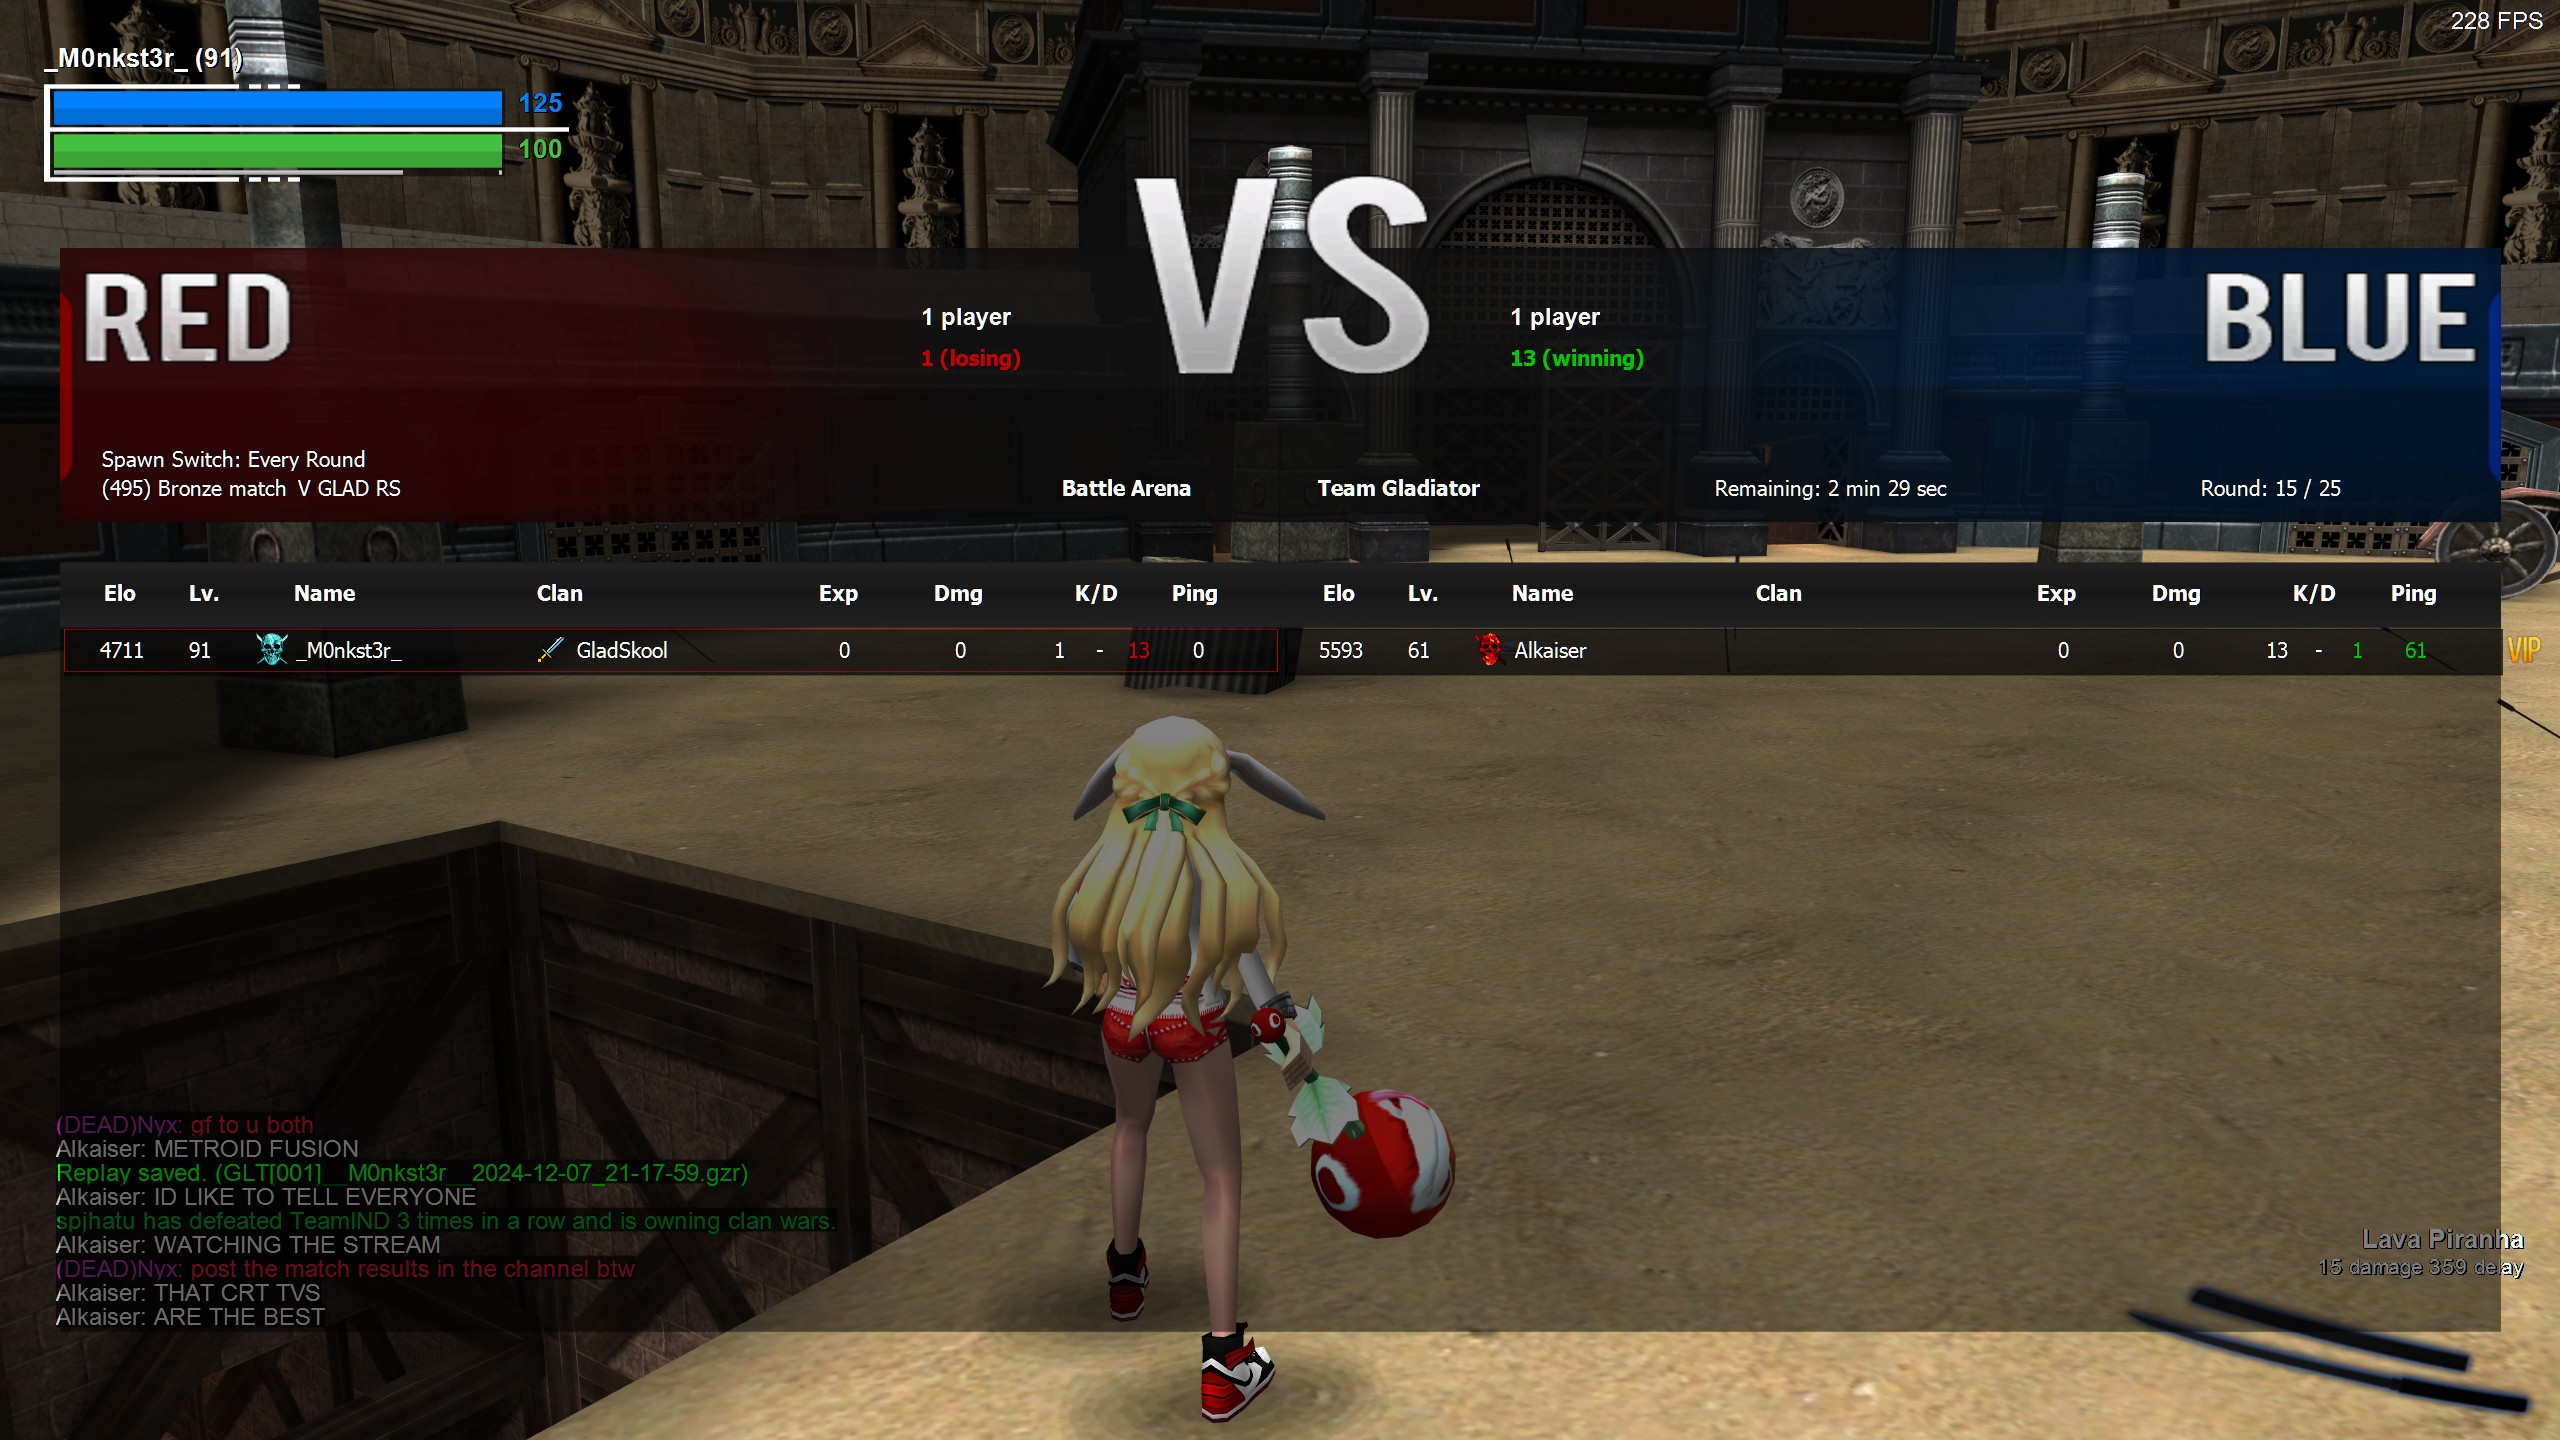 228 FPS
_M0nkst3r_ (91)
125
100
VS
RED
BLUE
1 player
1 player
1 (losing)
13 (winning)
Spawn Switch: Every Round
(495) Bronze match V GLAD RS
Battle Arena
Team Gladiator
Remaining: 2 min 29 sec
Round: 15 / 25
Elo Lv. Name Clan Exp Dmg K/D Ping Elo Lv. Name Clan Exp Dmg K/D Ping
4711 91 _M0nkst3r_ GladSkool 0 0 1 - 13 0 5593 61 Alkaiser 0 0 13 - 1 61 VIP
(DEAD)Nyx: gf to u both
Alkaiser: METROID FUSION
Replay saved. (GLT[001]__M0nkst3r__2024-12-07_21-17-59.gzr)
Alkaiser: ID LIKE TO TELL EVERYONE
spjhatu has defeated TeamIND 3 times in a row and is owning clan wars.
Alkaiser: WATCHING THE STREAM
(DEAD)Nyx: post the match results in the channel btw
Alkaiser: THAT CRT TVS
Alkaiser: ARE THE BEST
Lava Piranha
15 damage 359 delay